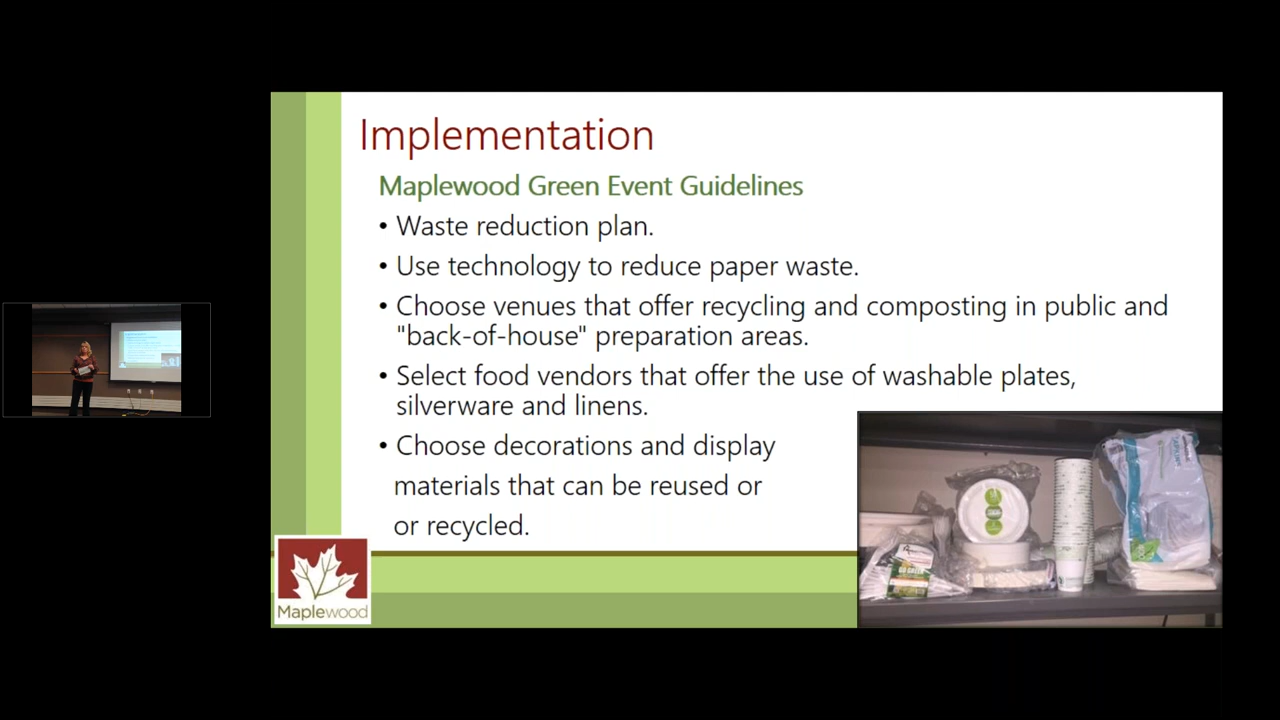 Implementation
Maplewood Green Event Guidelines
• Waste reduction plan.
• Use technology to reduce paper waste.
• Choose venues that offer recycling and composting in public and
"back-of-house" preparation areas.
• Select food vendors that offer the use of washable plates,
silverware and linens.
• Choose decorations and display
materials that can be reused or
or recycled.
Maplewood
GO GREEN